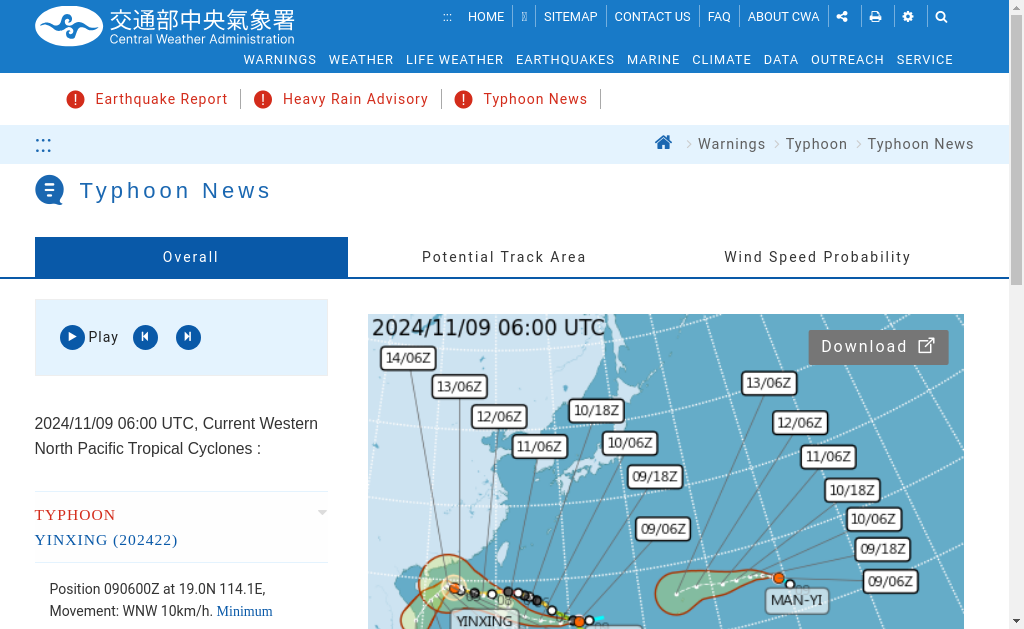 交通部中央氣象署
Central Weather Administration
::: HOME SITEMAP CONTACT US FAQ ABOUT CWA
WARNINGS WEATHER LIFE WEATHER EARTHQUAKES MARINE CLIMATE DATA OUTREACH SERVICE
Earthquake Report Heavy Rain Advisory Typhoon News
::: Warnings Typhoon Typhoon News
Typhoon News
Overall Potential Track Area Wind Speed Probability
Play
2024/11/09 06:00 UTC, Current Western
North Pacific Tropical Cyclones :
TYPHOON
YINXING (202422)
Position 090600Z at 19.0N 114.1E,
Movement: WNW 10km/h. Minimum
2024/11/09 06:00 UTC
Download
14/06Z
13/06Z
12/06Z
11/06Z
10/18Z
10/06Z
09/18Z
09/06Z
13/06Z
12/06Z
11/06Z
10/18Z
10/06Z
09/18Z
09/06Z
MAN-YI
YINXING